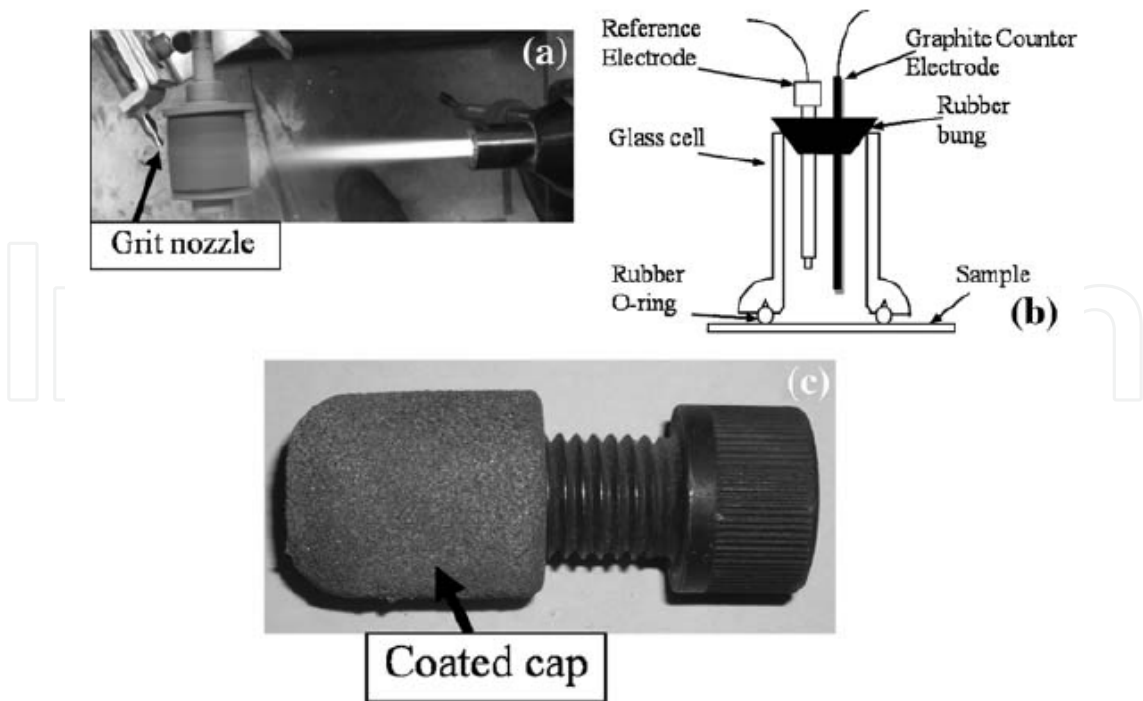 (a)
Grit nozzle
Reference
Electrode
Graphite Counter
Electrode
Rubber
bung
Glass cell
Rubber
O-ring
Sample
(b)
(c)
Coated cap